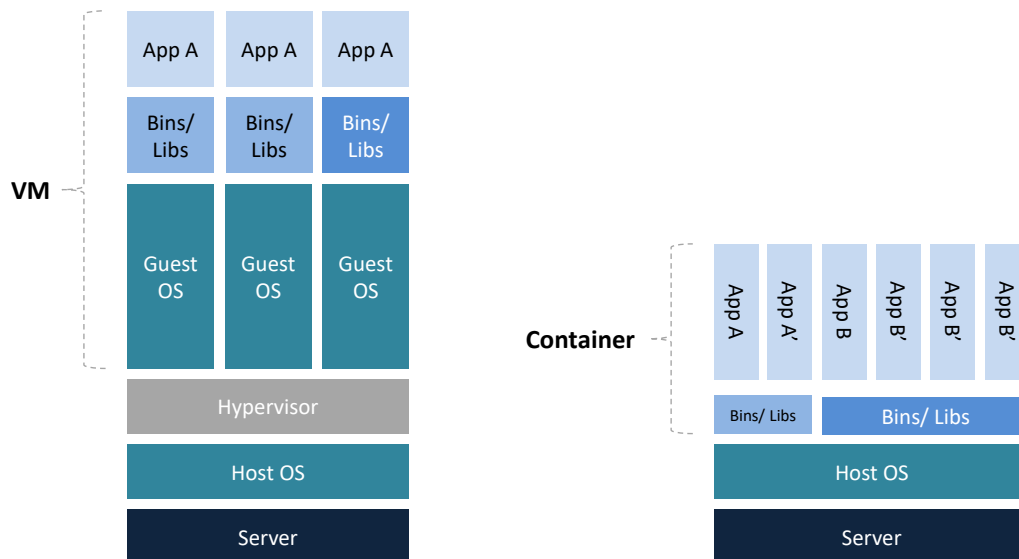 App A
App A
App A
Bins/
Libs
Bins/
Libs
Bins/
Libs
VM
Guest
OS
Guest
OS
Guest
OS
Hypervisor
Host OS
Server
Container
App A
App A’
App B
App B’
App B’
App B’
Bins/ Libs
Bins/ Libs
Host OS
Server